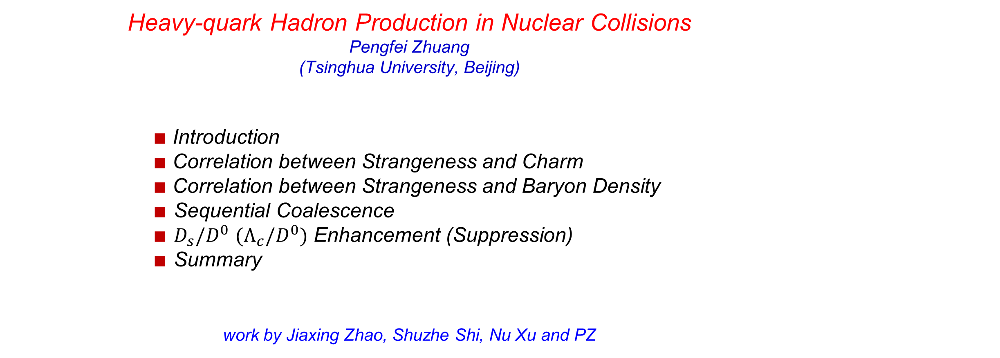 Heavy-quark Hadron Production in Nuclear Collisions
Pengfei Zhuang
(Tsinghua University, Beijing)
■ Introduction
■ Correlation between Strangeness and Charm
■ Correlation between Strangeness and Baryon Density
■ Sequential Coalescence
■ $D_s/D^0$ $(\Lambda_c/D^0)$ Enhancement (Suppression)
■ Summary
work by Jiaxing Zhao, Shuzhe Shi, Nu Xu and PZ